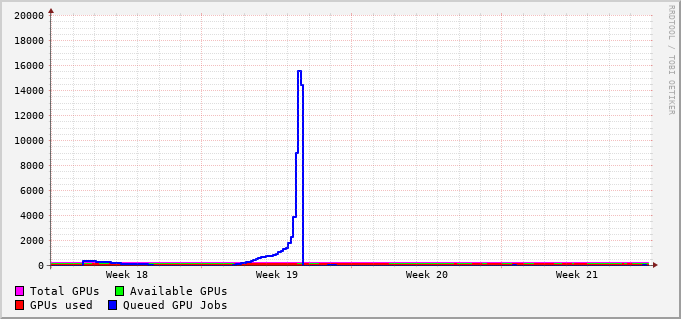 20000
18000
16000
14000
12000
10000
8000
6000
4000
2000
0
Week 18 Week 19 Week 20 Week 21
Total GPUs Available GPUs
GPUs used Queued GPU Jobs
RRDTOOL / TOBI OETIKER